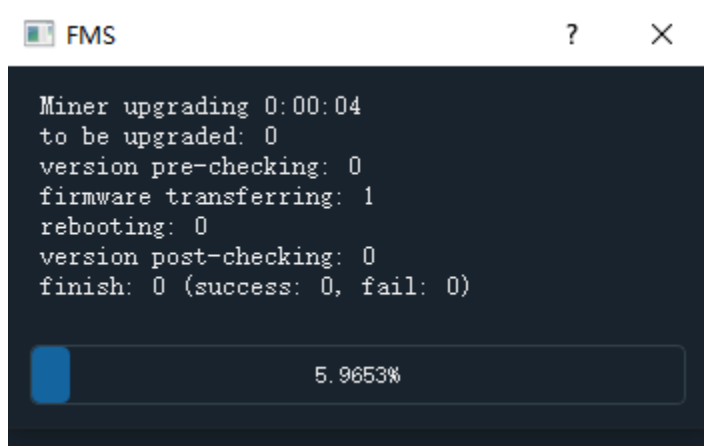 FMS
Miner upgrading 0:00:04
to be upgraded: 0
version pre-checking: 0
firmware transferring: 1
rebooting: 0
version post-checking: 0
finish: 0 (success: 0, fail: 0)
5.9653%